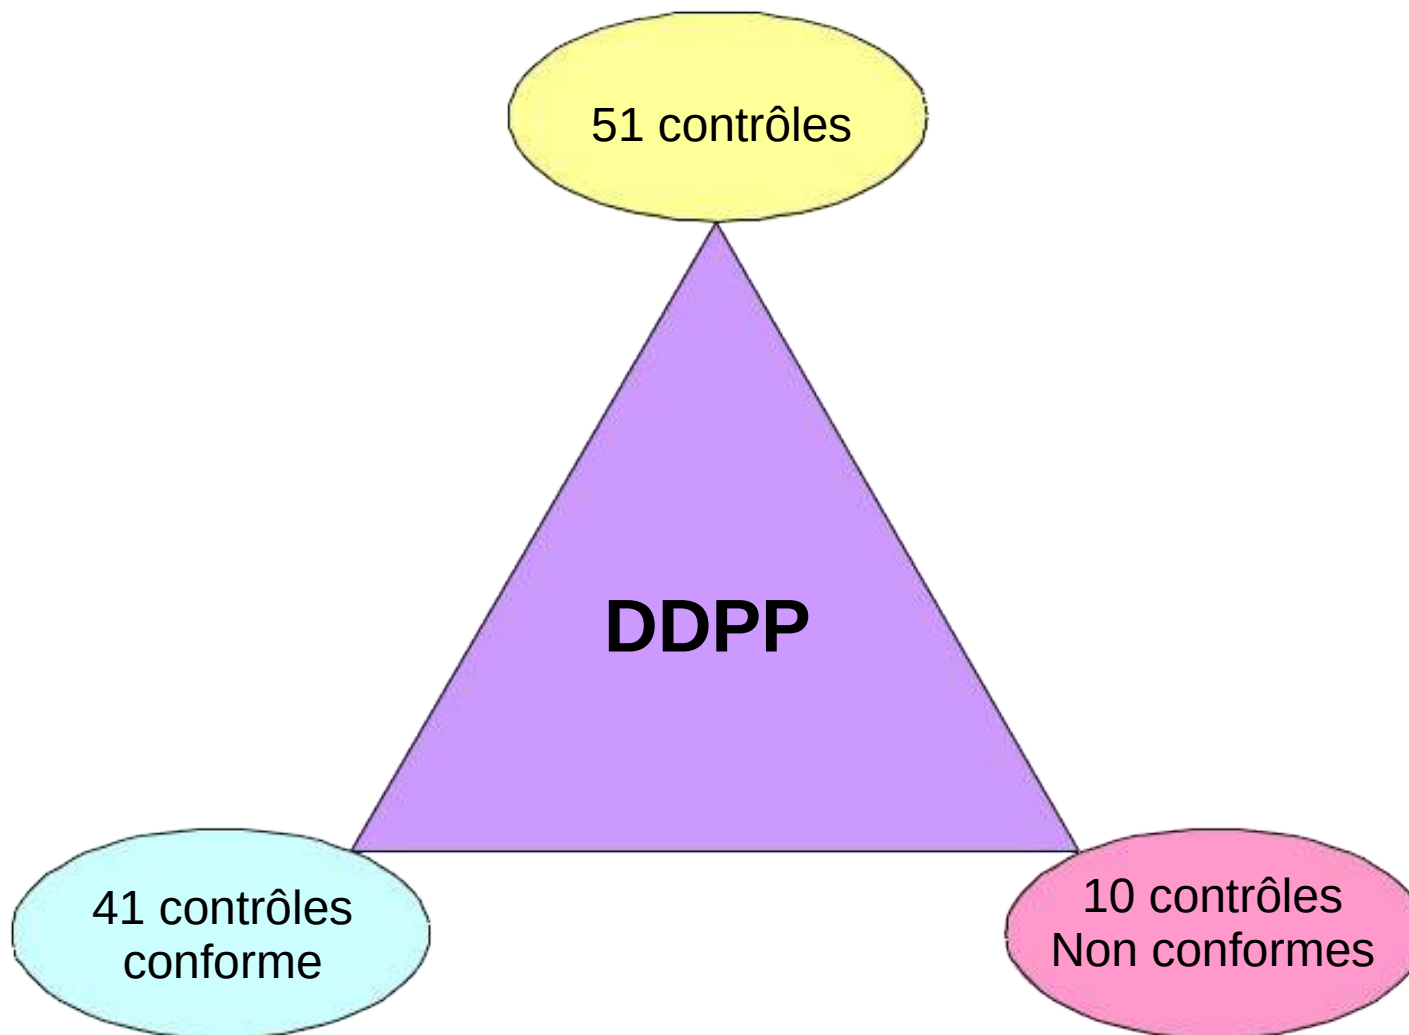 51 contrôles
DDPP
41 contrôles
conforme
10 contrôles
Non conformes